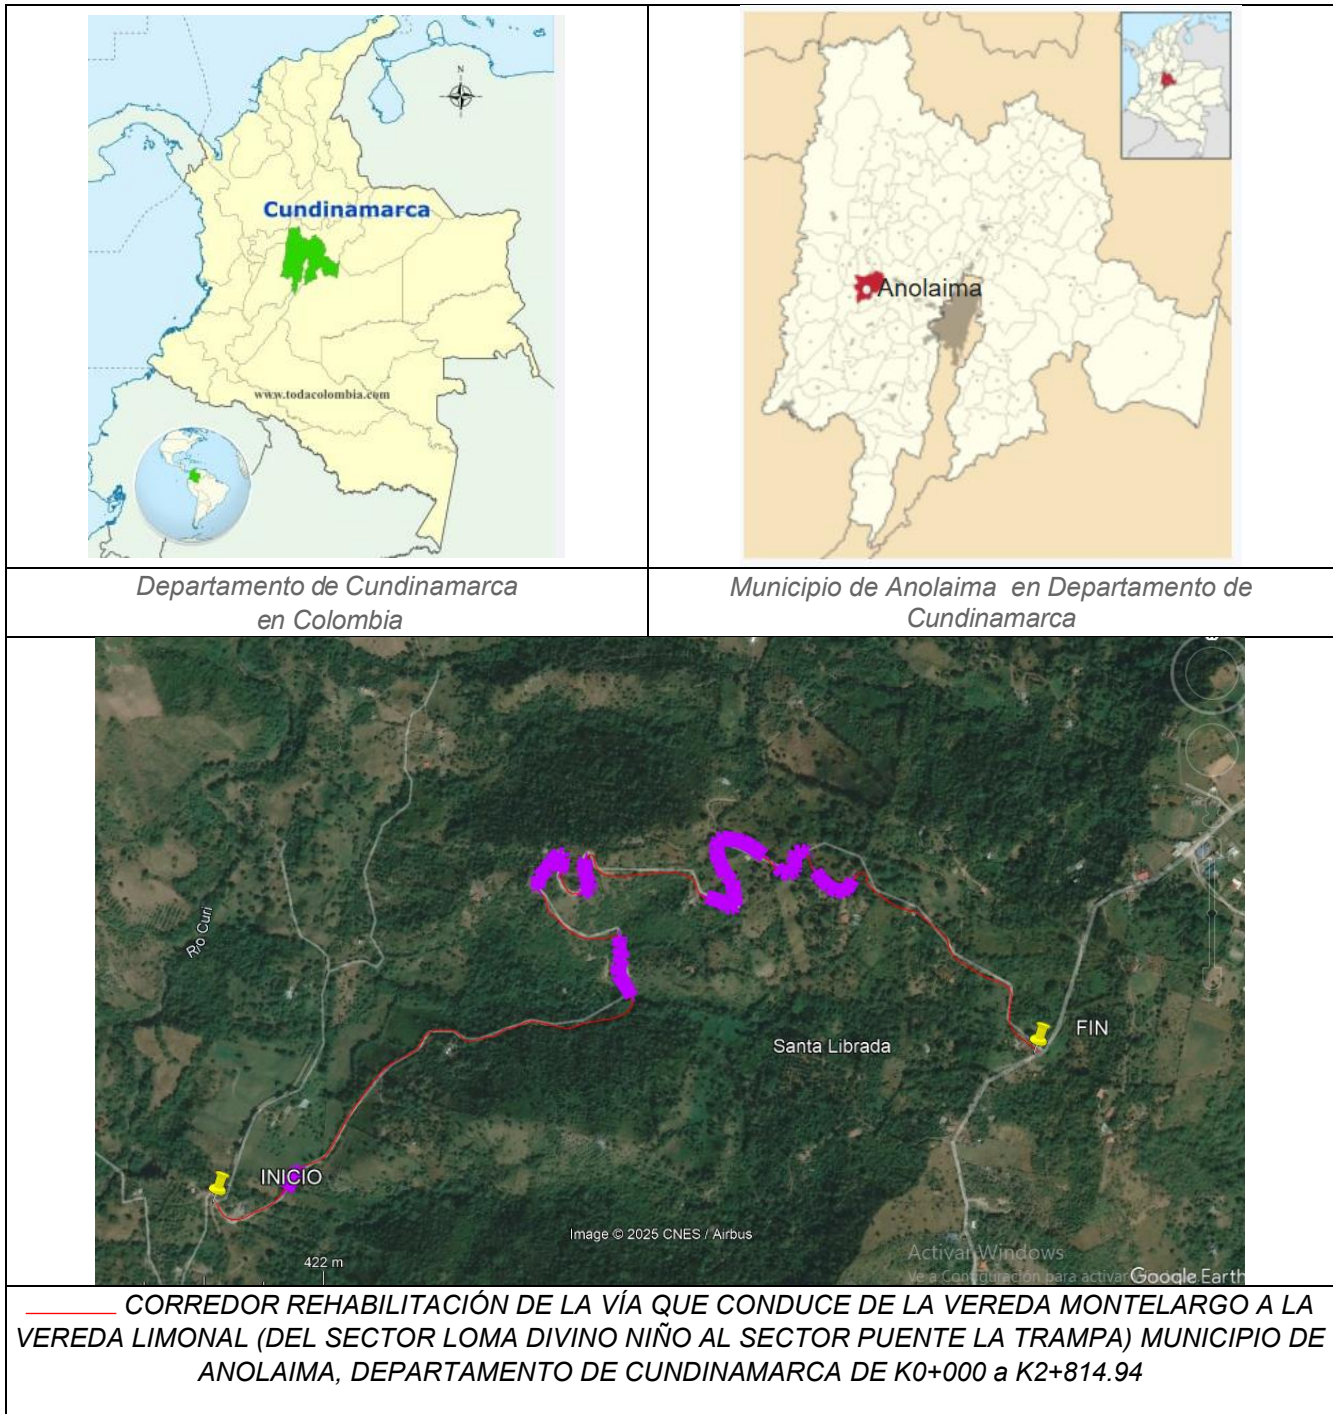 N
Cundinamarca
www.todacolombia.com
Anolaima
Departamento de Cundinamarca
en Colombia
Municipio de Anolaima en Departamento de
Cundinamarca
Río Curi
Santa Librada
FIN
INICIO
Image © 2025 CNES / Airbus
422 m
Activar Windows
Ve a Configuración para activar
Google Earth
CORREDOR REHABILITACIÓN DE LA VÍA QUE CONDUCE DE LA VEREDA MONTELARGO A LA
VEREDA LIMONAL (DEL SECTOR LOMA DIVINO NIÑO AL SECTOR PUENTE LA TRAMPA) MUNICIPIO DE
ANOLAIMA, DEPARTAMENTO DE CUNDINAMARCA DE K0+000 a K2+814.94